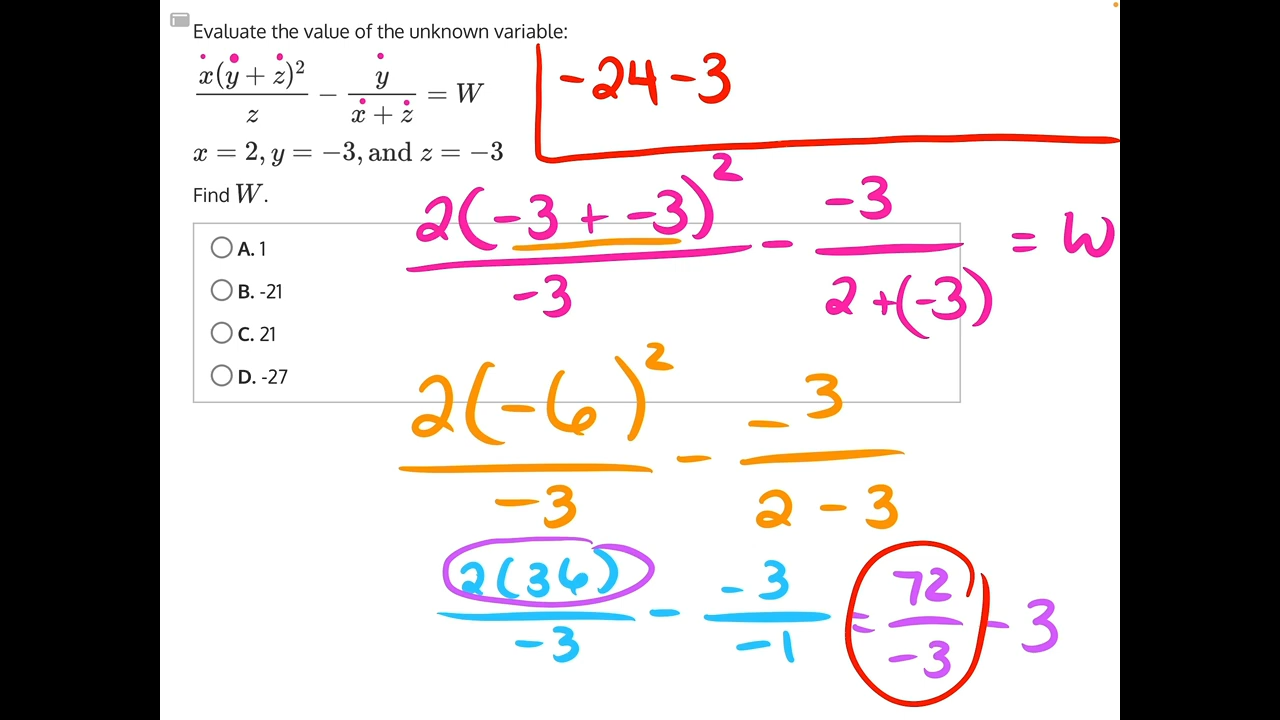 Evaluate the value of the unknown variable:
x(y + z)² / z − y / (x + z) = W
x = 2, y = −3, and z = −3
Find W.
A. 1
B. -21
C. 21
D. -27
-24 - 3
2(-3 + -3)² / -3 - -3 / 2 + (-3) = W
2(-6)² / -3 - -3 / 2 - 3
2(36) / -3 - -3 / -1 = 72 / -3 - 3